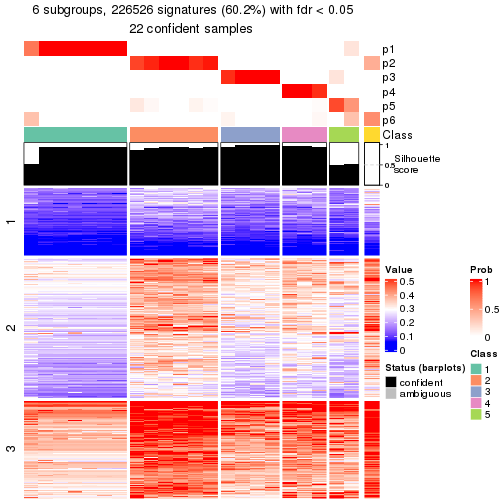 6 subgroups, 226526 signatures (60.2%) with fdr < 0.05
22 confident samples
p1
p2
p3
p4
p5
p6
Class
1
0.5
0
Silhouette
score
1
2
3
Value
0.5
0.4
0.3
0.2
0.1
0
Status (barplots)
confident
ambiguous
Prob
1
0.5
0
Class
1
2
3
4
5